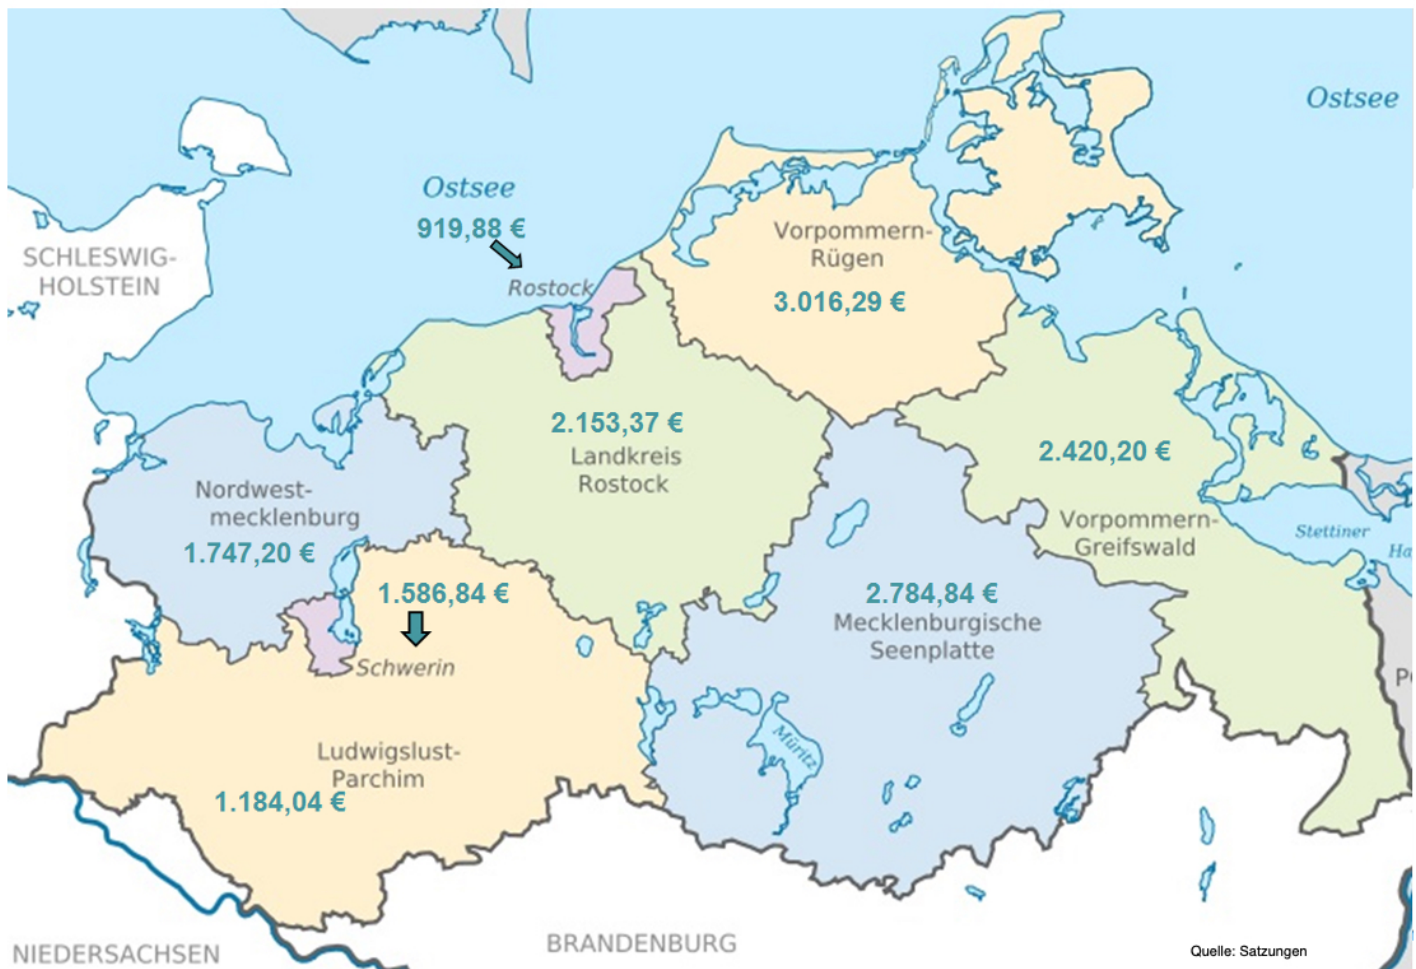 Ostsee
Ostsee
919,88 €
Rostock
SCHLESWIG-
HOLSTEIN
Vorpommern-
Rügen
3.016,29 €
2.153,37 €
Landkreis
Rostock
2.420,20 €
Vorpommern-
Greifswald
Stettiner
Ha
Nordwest-
mecklenburg
1.747,20 €
1.586,84 €
Schwerin
2.784,84 €
Mecklenburgische
Seenplatte
Müritz
Ludwigslust-
Parchim
1.184,04 €
P
NIEDERSACHSEN
BRANDENBURG
Quelle: Satzungen